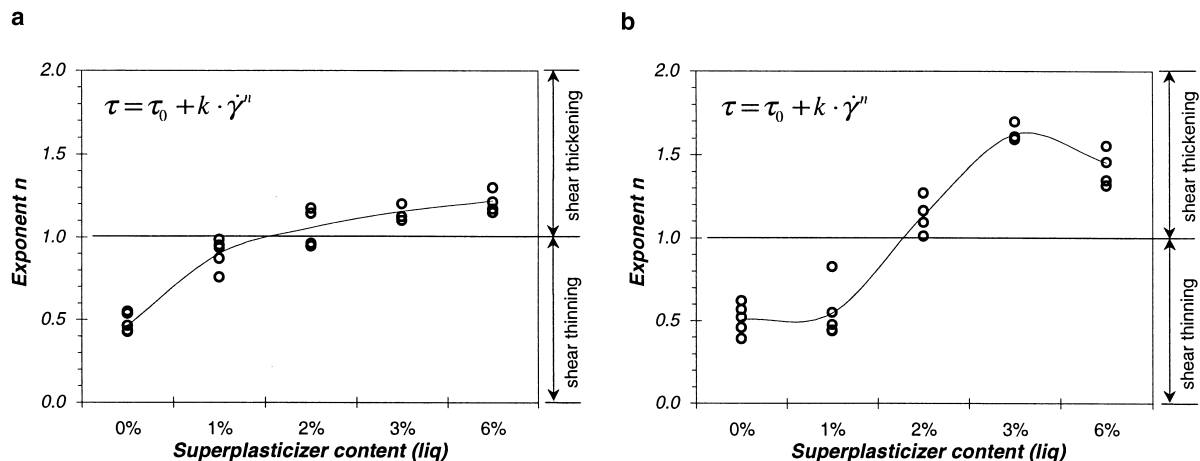 a
2.0
1.5
1.0
0.5
0.0
Exponent n
τ = τ₀ + k · γ̇ⁿ
shear thickening
shear thinning
0% 1% 2% 3% 6%
Superplasticizer content (liq)
b
2.0
1.5
1.0
0.5
0.0
Exponent n
τ = τ₀ + k · γ̇ⁿ
shear thickening
shear thinning
0% 1% 2% 3% 6%
Superplasticizer content (liq)